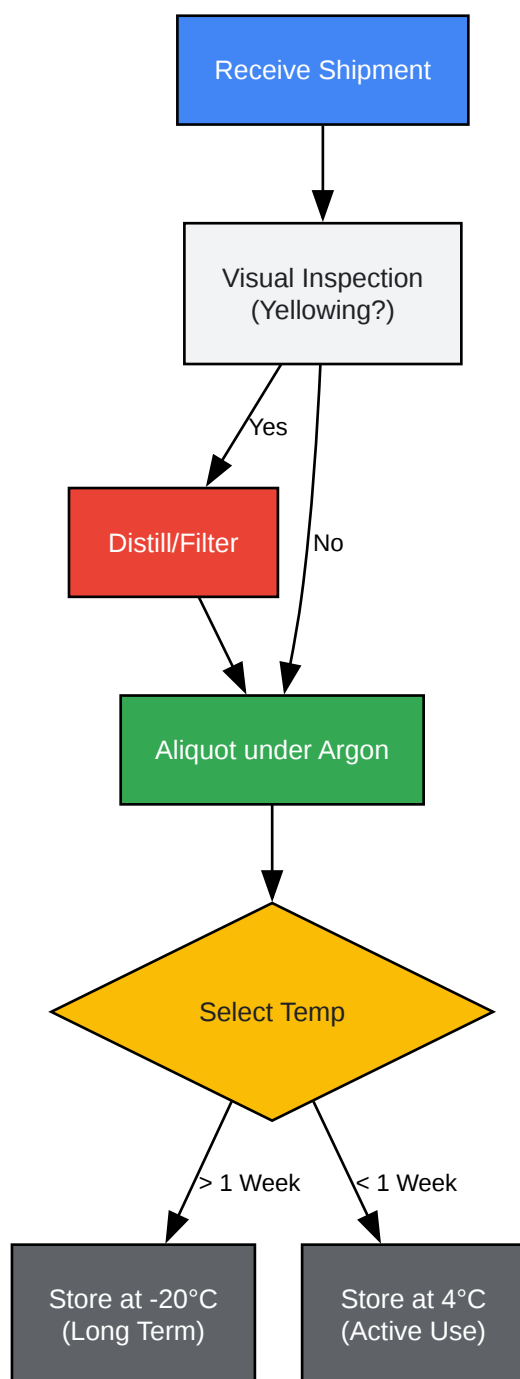 Receive Shipment
Visual Inspection
(Yellowing?)
Yes
No
Distill/Filter
Aliquot under Argon
Select Temp
> 1 Week
< 1 Week
Store at -20°C
(Long Term)
Store at 4°C
(Active Use)